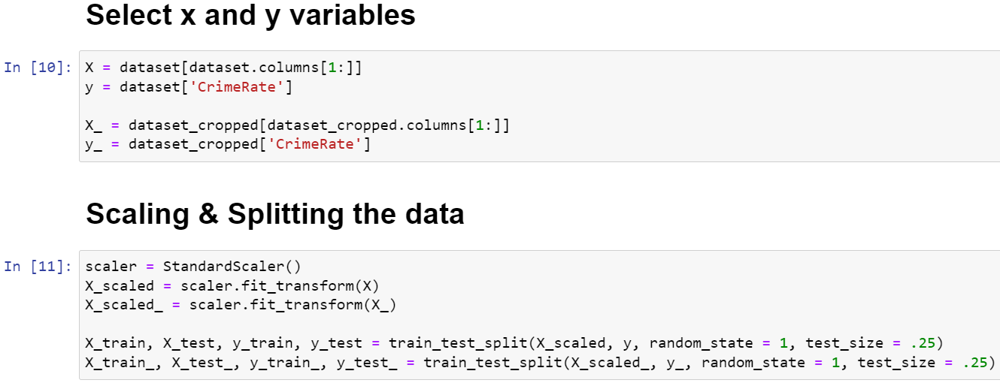 Select x and y variables
In [10]: X = dataset[dataset.columns[1:]]
y = dataset['CrimeRate']
X_ = dataset_cropped[dataset_cropped.columns[1:]]
y_ = dataset_cropped['CrimeRate']
Scaling & Splitting the data
In [11]: scaler = StandardScaler()
X_scaled = scaler.fit_transform(X)
X_scaled_ = scaler.fit_transform(X_)
X_train, X_test, y_train, y_test = train_test_split(X_scaled, y, random_state = 1, test_size = .25)
X_train_, X_test_, y_train_, y_test_ = train_test_split(X_scaled_, y_, random_state = 1, test_size = .25)